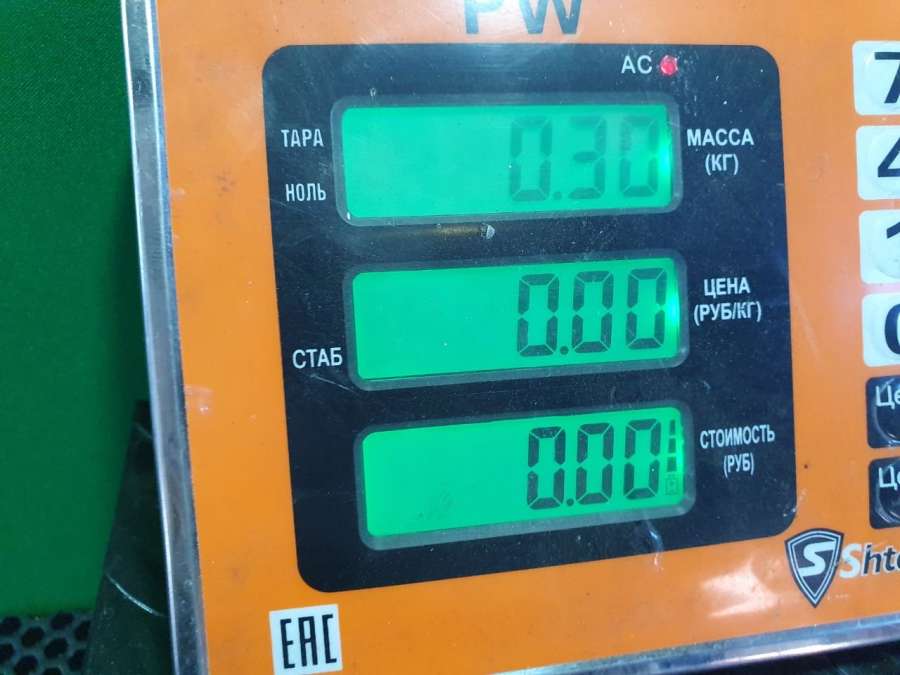 PW
AC
ТАРА
0.30
МАССА
(КГ)
НОЛЬ
0.00
ЦЕНА
(РУБ/КГ)
СТАБ
0.00
СТОИМОСТЬ
(РУБ)
7
4
1
0
S
EAC